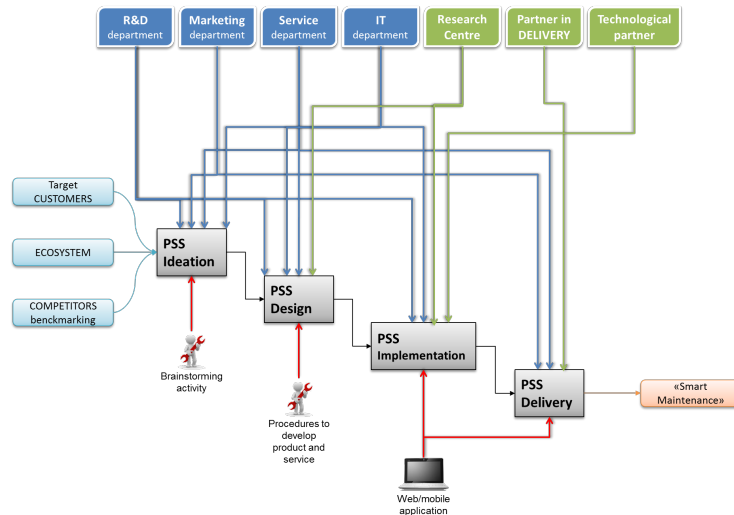 R&D
department
Marketing
department
Service
department
IT
department
Research
Centre
Partner in
DELIVERY
Technological
partner
Target
CUSTOMERS
ECOSYSTEM
COMPETITORS
benckmarking
PSS
Ideation
PSS
Design
PSS
Implementation
PSS
Delivery
«Smart
Maintenance»
Brainstorming
activity
Procedures to
develop
product and
service
Web/mobile
application